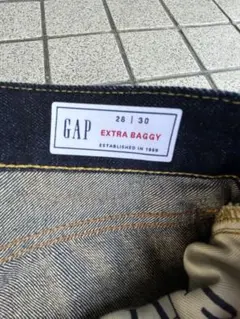 GAP
28 | 30
EXTRA BAGGY
ESTABLISHED IN 1969